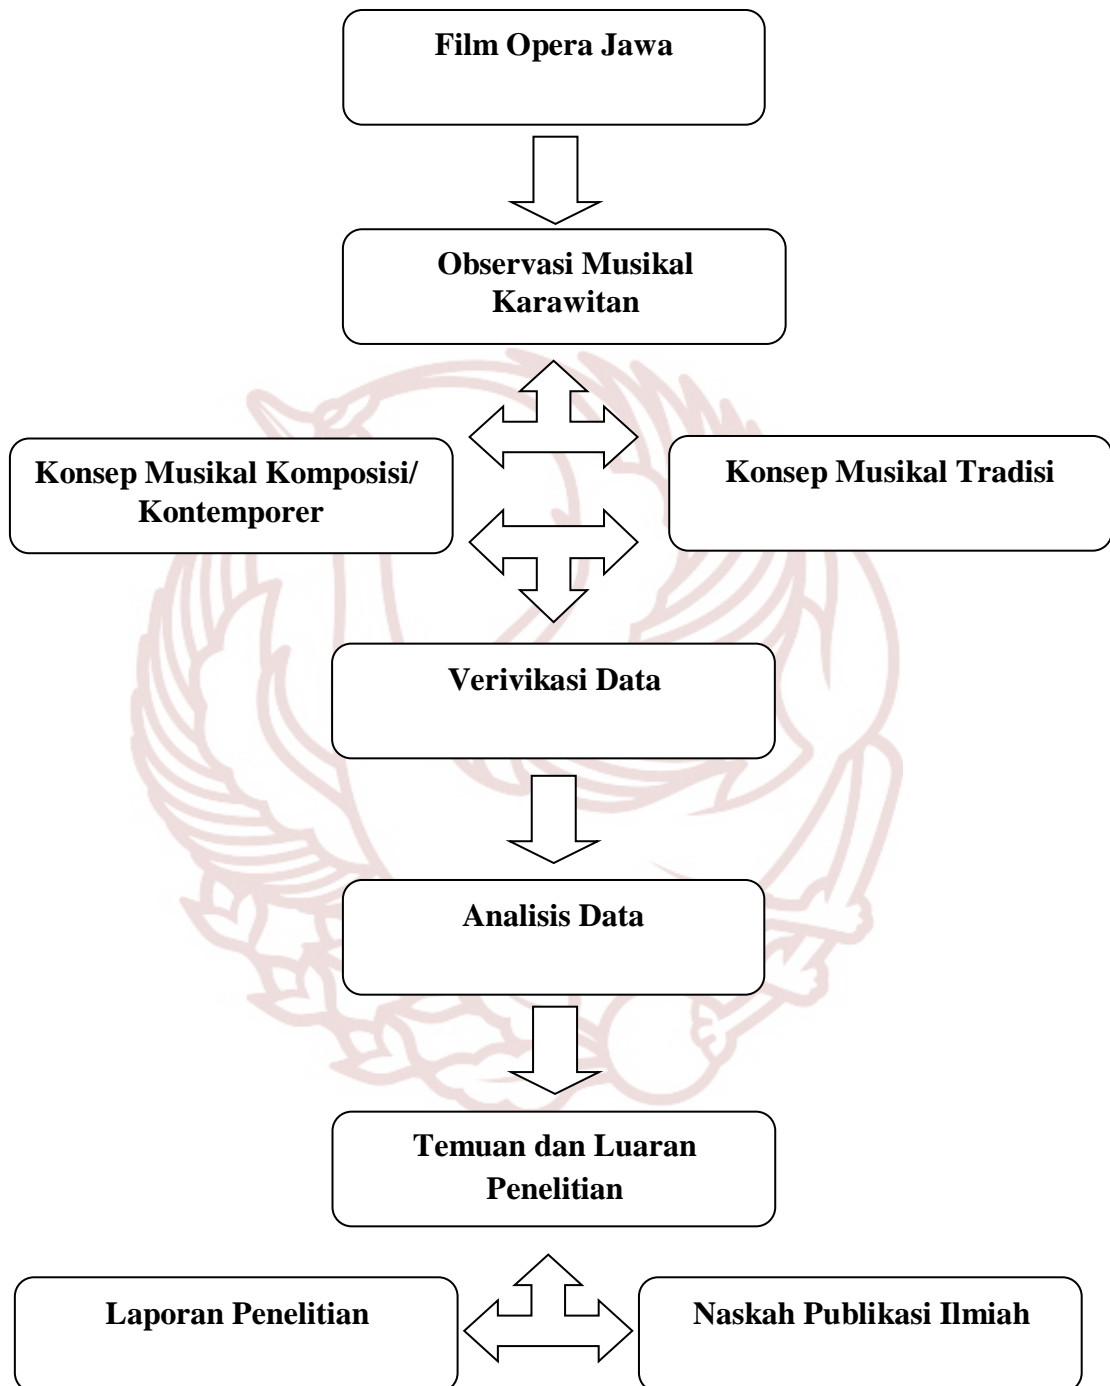 Film Opera Jawa
Observasi Musikal
Karawitan
Konsep Musikal Komposisi/
Kontemporer
Konsep Musikal Tradisi
Verivikasi Data
Analisis Data
Temuan dan Luaran
Penelitian
Laporan Penelitian
Naskah Publikasi Ilmiah